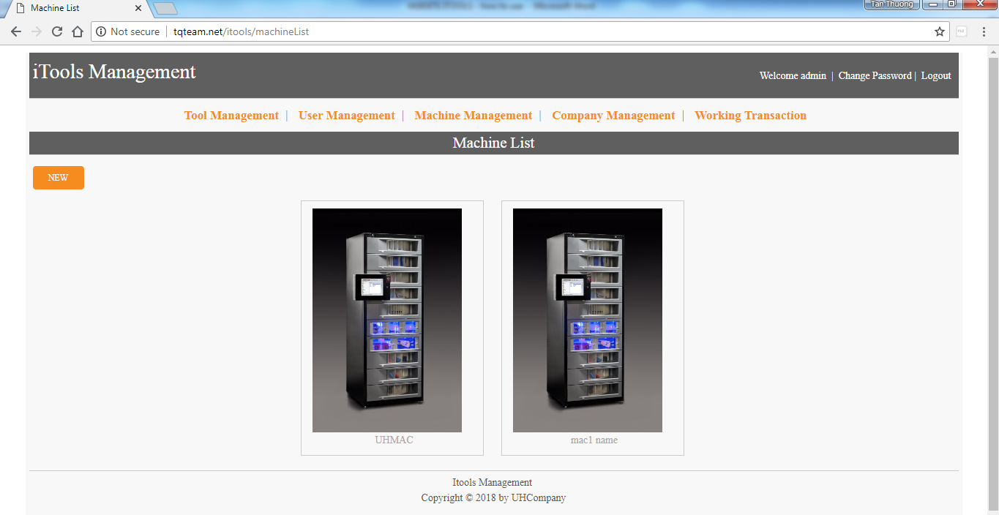 Machine List
Tan Thuong
Not secure | tqteam.net/itools/machineList
iTools Management
Welcome admin | Change Password | Logout
Tool Management | User Management | Machine Management | Company Management | Working Transaction
Machine List
NEW
UHMAC
mac1 name
Itools Management
Copyright © 2018 by UHCompany